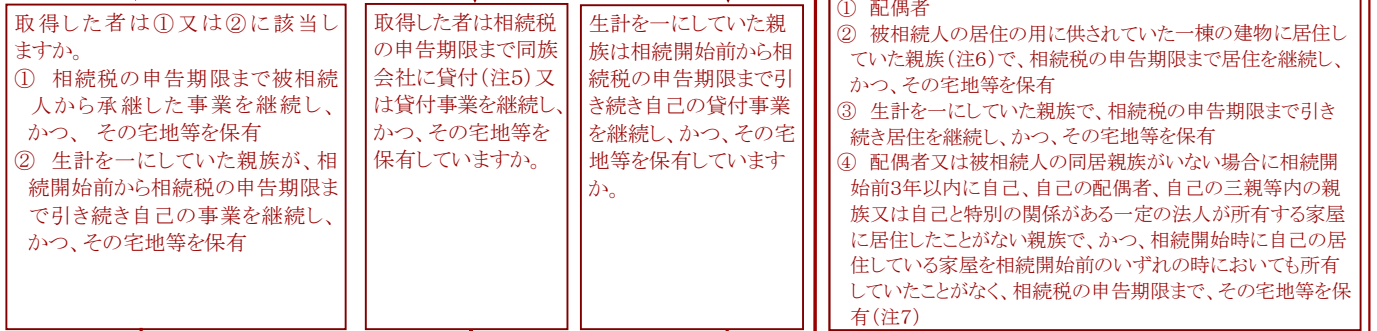 取得した者は①又は②に該当し
ますか。
① 相続税の申告期限まで被相続
人から承継した事業を継続し、
かつ、 その宅地等を保有
② 生計を一にしていた親族が、相
続開始前から相続税の申告期限ま
で引き続き自己の事業を継続し、
かつ、その宅地等を保有
取得した者は相続税
の申告期限まで同族
会社に貸付(注5)又
は貸付事業を継続し、
かつ、その宅地等を
保有していますか。
生計を一にしていた親
族は相続開始前から相
続税の申告期限まで引
き続き自己の貸付事業
を継続し、かつ、その宅
地等を保有しています
か。
① 配偶者
② 被相続人の居住の用に供されていた一棟の建物に居住し
ていた親族(注6)で、相続税の申告期限まで居住を継続し、
かつ、その宅地等を保有
③ 生計を一にしていた親族で、相続税の申告期限まで引き
続き居住を継続し、かつ、その宅地等を保有
④ 配偶者又は被相続人の同居親族がいない場合に相続開
始前3年以内に自己、自己の配偶者、自己の三親等内の親
族又は自己と特別の関係がある一定の法人が所有する家屋
に居住したことがない親族で、かつ、相続開始時に自己の居
住している家屋を相続開始前のいずれの時においても所有
していたことがなく、相続税の申告期限まで、その宅地等を保
有(注7)